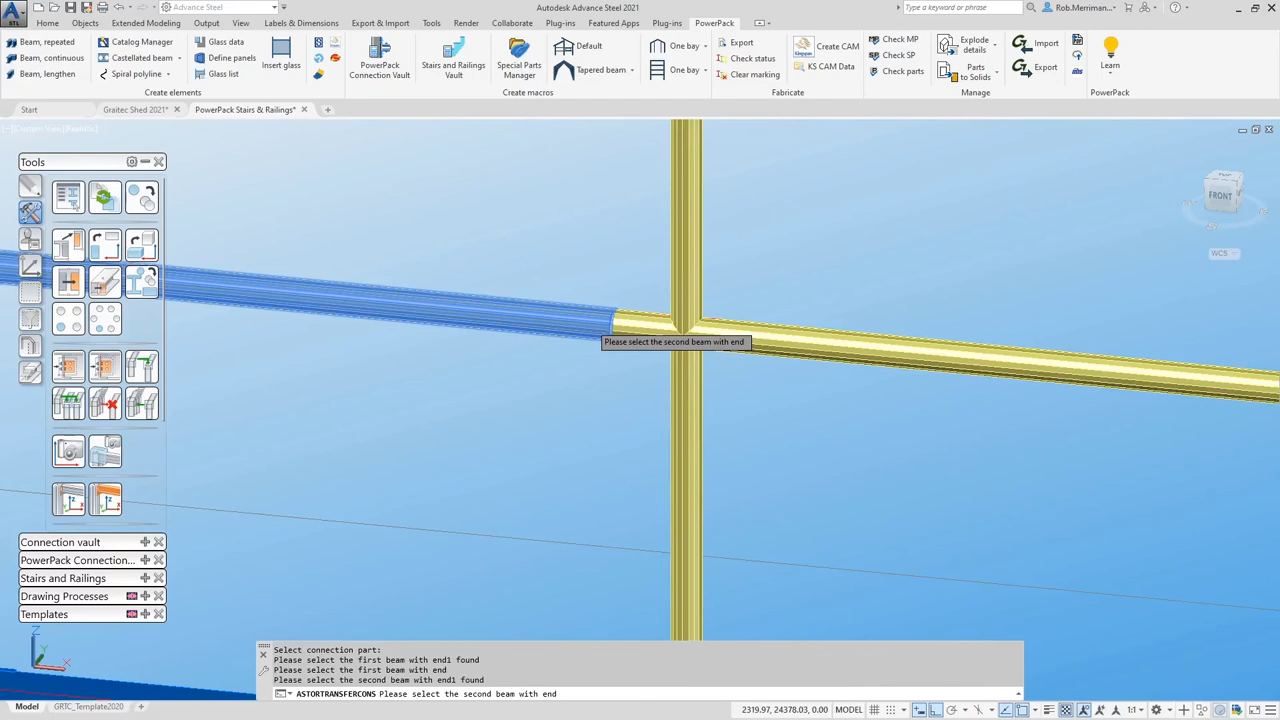 STL
Advance Steel
Autodesk Advance Steel 2021
Type a keyword or phrase
Rob.Merriman...
Home Objects Extended Modeling Output View Labels & Dimensions Export & Import Tools Render Collaborate Plug-ins Featured Apps Plug-ins PowerPack
Beam, repeated
Beam, continuous
Beam, lengthen
Catalog Manager
Castellated beam
Spiral polyline
Glass data
Define panels
Glass list
Insert glass
PowerPack
Connection Vault
Stairs and Railings
Vault
Special Parts
Manager
Default
Tapered beam
One bay
One bay
Export
Check status
Clear marking
Create CAM
KS CAM Data
Check MP
Check SP
Check parts
Explode
details
Parts
to Solids
Import
Export
Learn
Create elements
Create macros
Fabricate
Manage
PowerPack
Start
Graitec Shed 2021*
PowerPack Stairs & Railings*
[−][Custom View][Realistic]
Tools
FRONT
WCS
Please select the second beam with end
Connection vault
PowerPack Connection...
Stairs and Railings
Drawing Processes
Templates
Z
Y
X
Select connection part:
Please select the first beam with end1 found
Please select the first beam with end
Please select the second beam with end1 found
ASTORTRANSFERCONS Please select the second beam with end
Model
GRTC_Template2020
2319.97, 24378.03, 0.00
MODEL
1:1